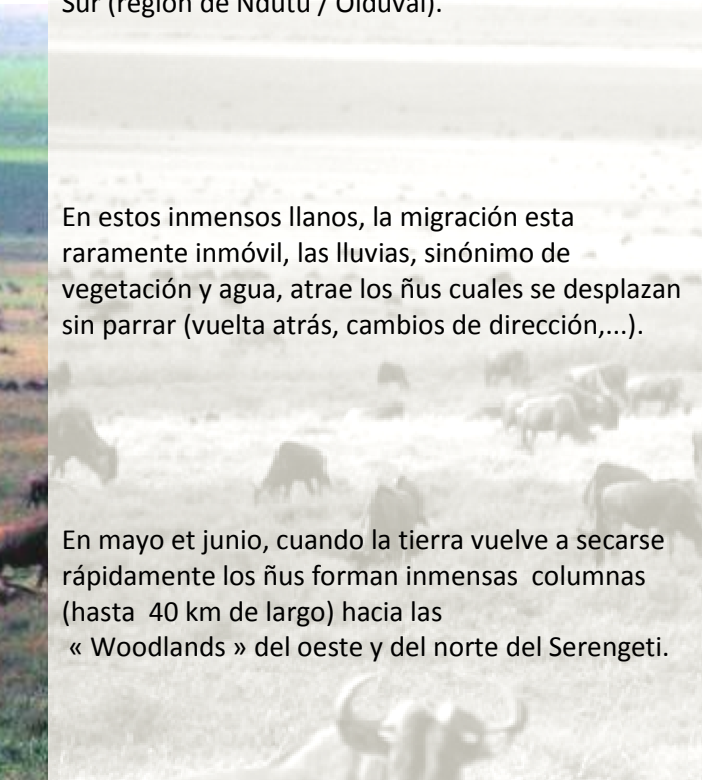 Sur (región de Ndutu / Olduvai).
En estos inmensos llanos, la migración esta
raramente inmóvil, las lluvias, sinónimo de
vegetación y agua, atrae los ñus cuales se desplazan
sin parrar (vuelta atrás, cambios de dirección,...).
En mayo et junio, cuando la tierra vuelve a secarse
rápidamente los ñus forman inmensas columnas
(hasta 40 km de largo) hacia las
« Woodlands » del oeste y del norte del Serengeti.